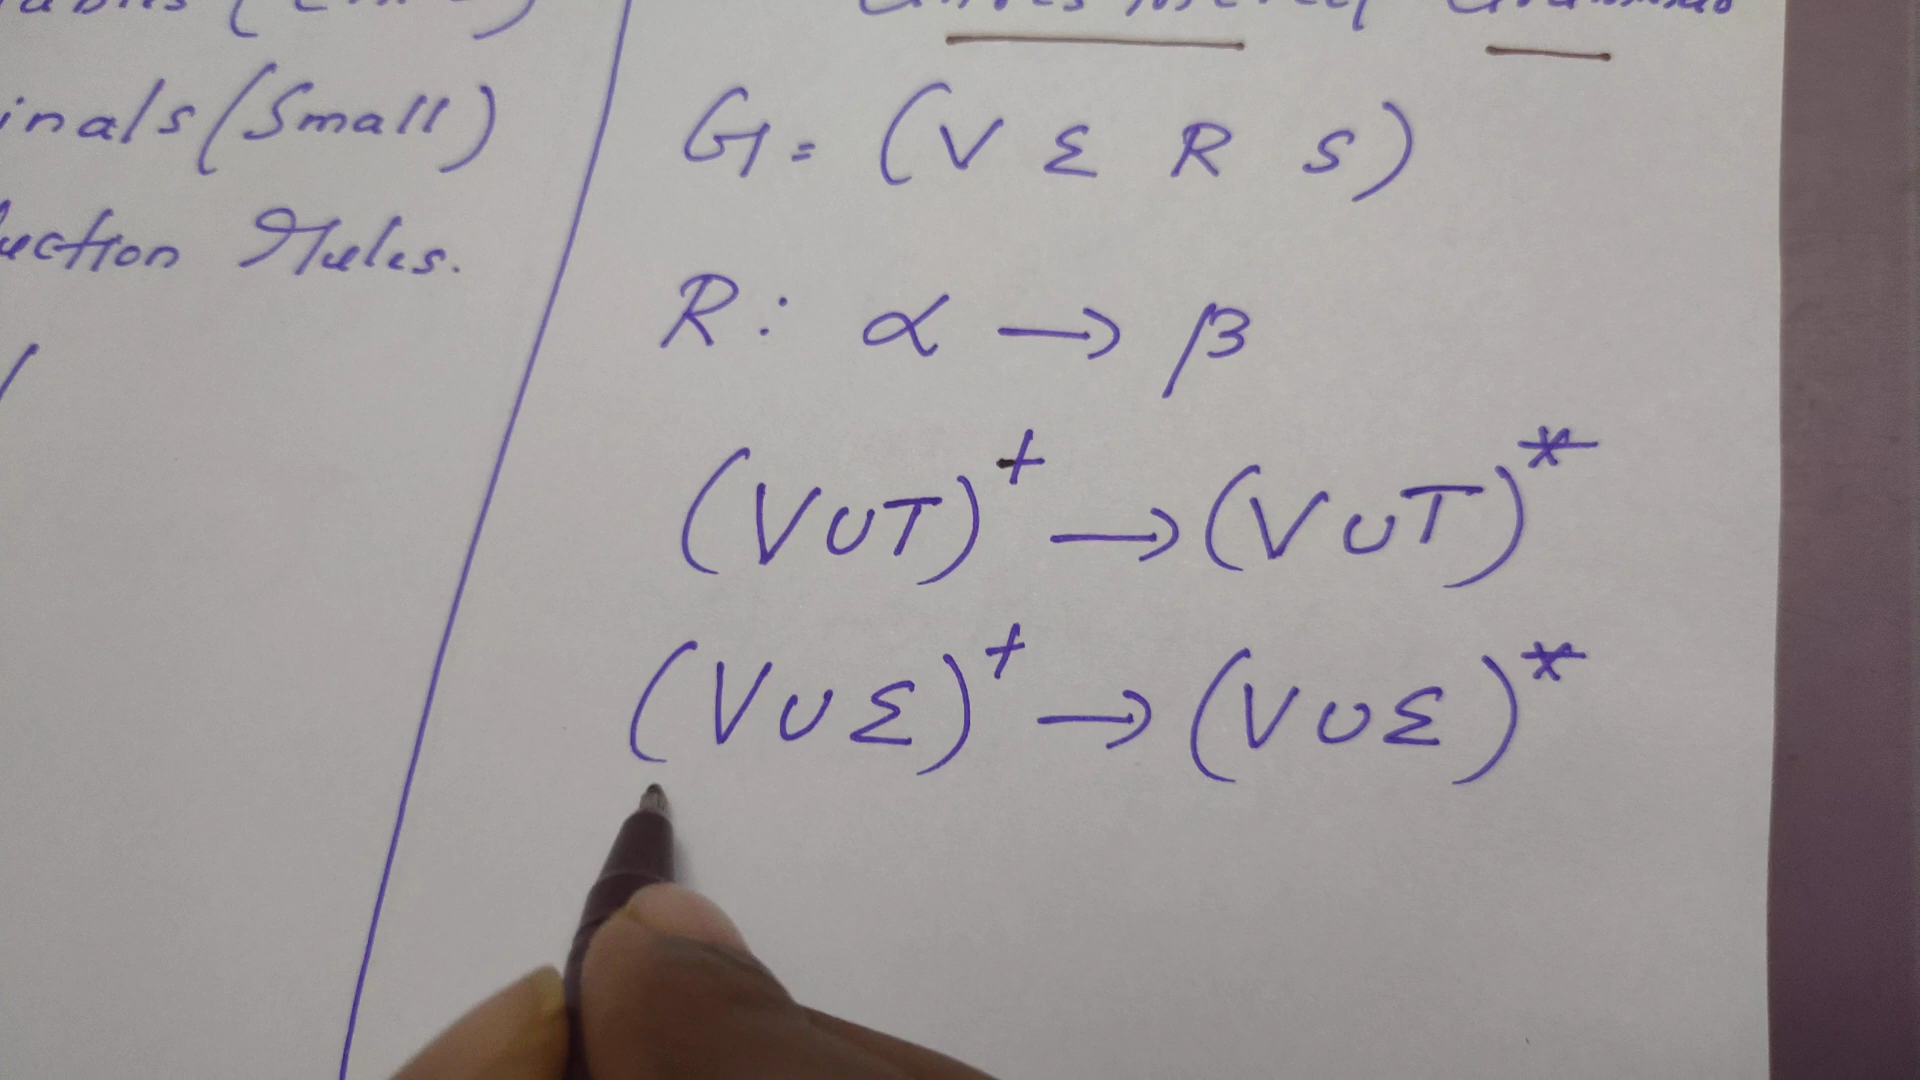 inals (Small)
uction Rules.
G = (V Σ R S)
R: α → β
(V∪T)⁺ → (V∪T)*
(V∪Σ)⁺ → (V∪Σ)*